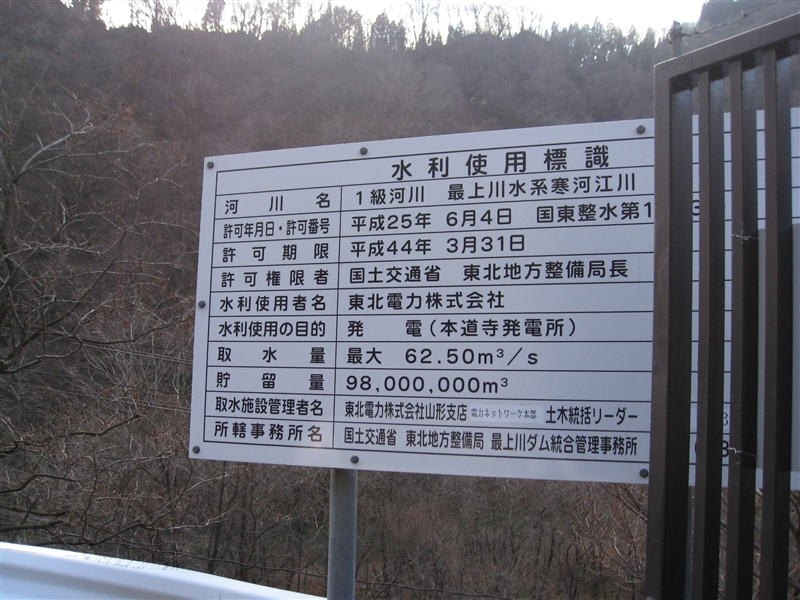 水利使用標識
河川名 1級河川 最上川水系寒河江川
許可年月日・許可番号 平成25年 6月4日 国東整水第1
許可期限 平成44年 3月31日
許可権限者 国土交通省 東北地方整備局長
水利使用者名 東北電力株式会社
水利使用の目的 発電(本道寺発電所)
取水量 最大 62.50m³/s
貯留量 98,000,000m³
取水施設管理者名 東北電力株式会社山形支店 電力ネットワーク本部 土木統括リーダー
所轄事務所名 国土交通省 東北地方整備局 最上川ダム統合管理事務所